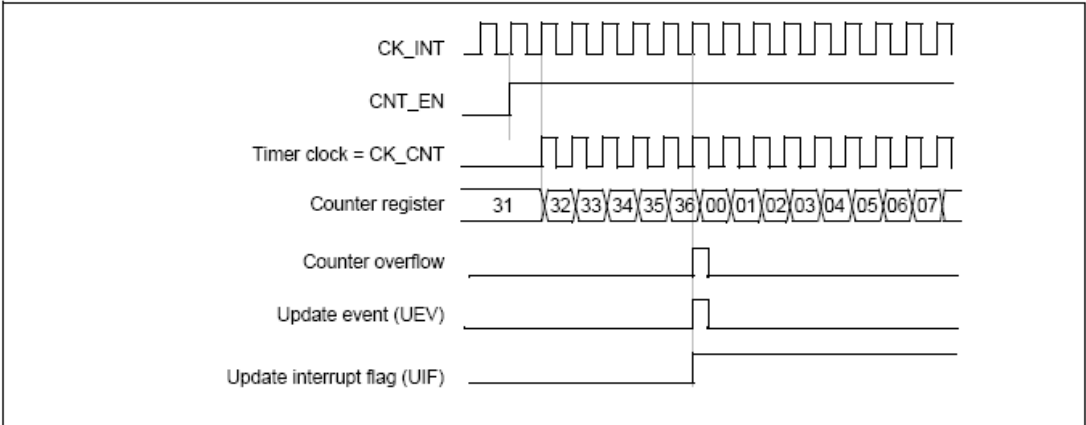 CK_INT
CNT_EN
Timer clock = CK_CNT
Counter register 31 32 33 34 35 36 00 01 02 03 04 05 06 07
Counter overflow
Update event (UEV)
Update interrupt flag (UIF)